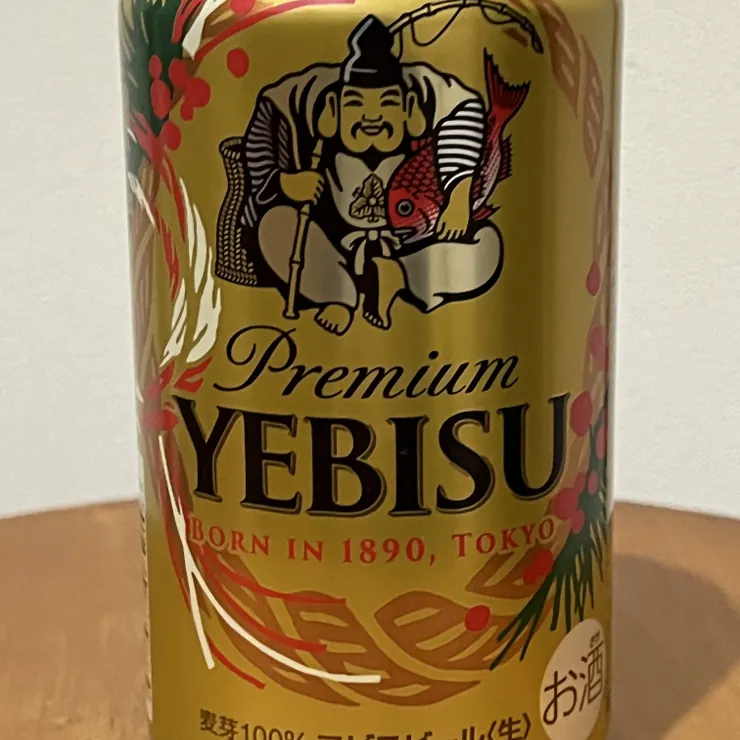 Premium
YEBISU
BORN IN 1890, TOKYO
お酒
麦芽100% ヱビスビール〈生〉